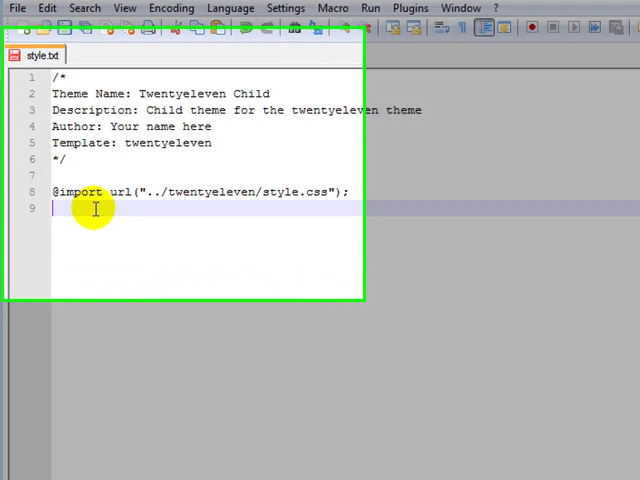 File Edit Search View Encoding Language Settings Macro Run Plugins Window ?
style.txt
1 /*
2 Theme Name: Twentyeleven Child
3 Description: Child theme for the twentyeleven theme
4 Author: Your name here
5 Template: twentyeleven
6 */
7
8 @import url("../twentyeleven/style.css");
9